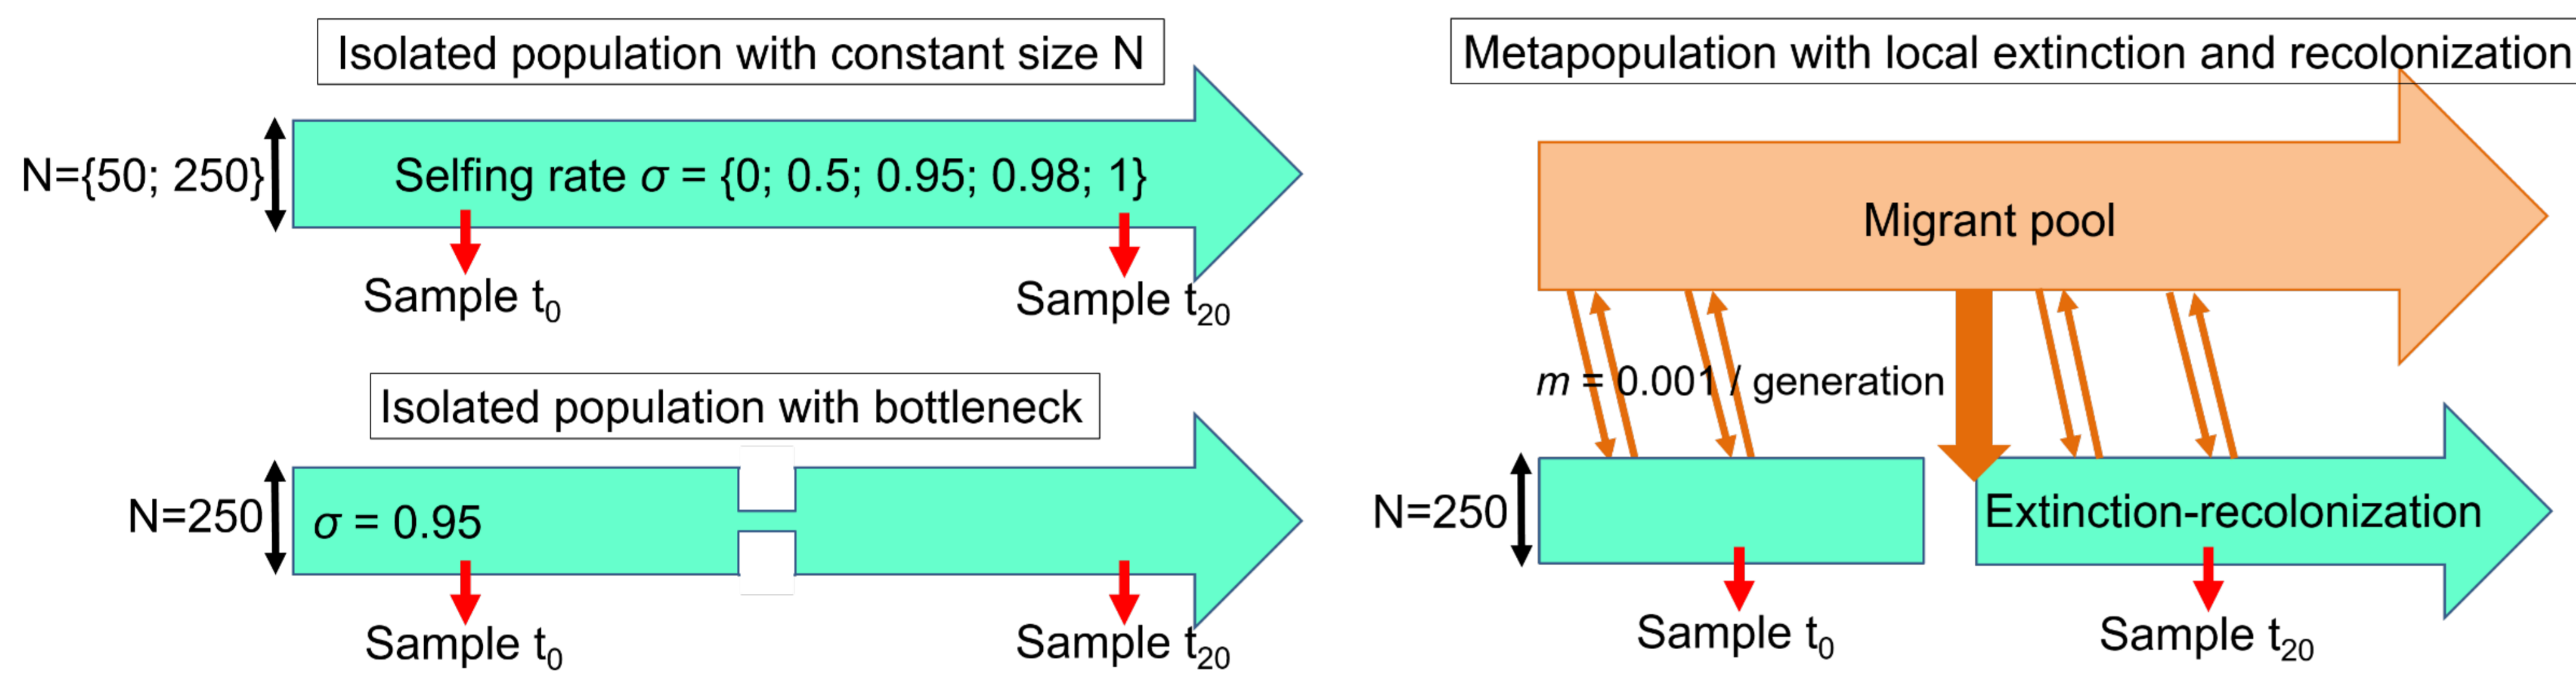 Isolated population with constant size N
N={50; 250}
Selfing rate σ = {0; 0.5; 0.95; 0.98; 1}
Sample t₀
Sample t₂₀
Isolated population with bottleneck
N=250
σ = 0.95
Sample t₀
Sample t₂₀
Metapopulation with local extinction and recolonization
Migrant pool
m = 0.001 / generation
N=250
Extinction-recolonization
Sample t₀
Sample t₂₀